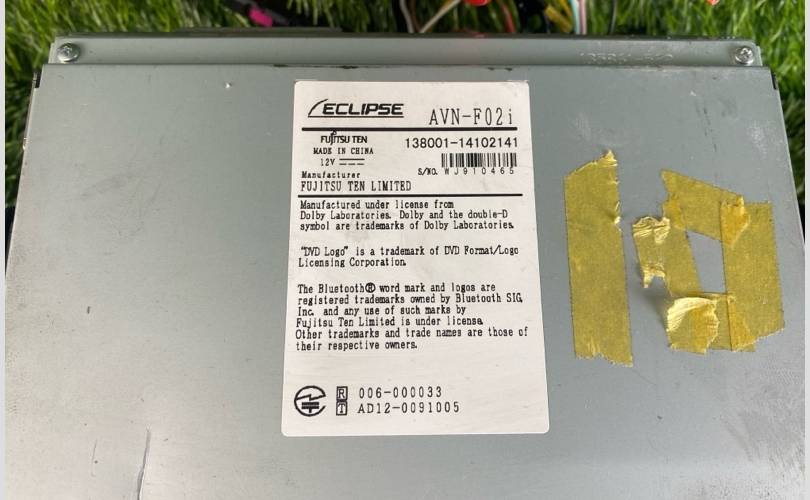 ECLIPSE AVN-F02i
FUJITSU TEN 138001-14102141
MADE IN CHINA
12V
S/NO. WJ910465
Manufacturer
FUJITSU TEN LIMITED
Manufactured under license from
Dolby Laboratories. Dolby and the double-D
symbol are trademarks of Dolby Laboratories.
"DVD Logo" is a trademark of DVD Format/Logo
Licensing Corporation.
The Bluetooth® word mark and logos are
registered trademarks owned by Bluetooth SIG,
Inc. and any use of such marks by
Fujitsu Ten Limited is under license.
Other trademarks and trade names are those of
their respective owners.
R 006-000033
T AD12-0091005